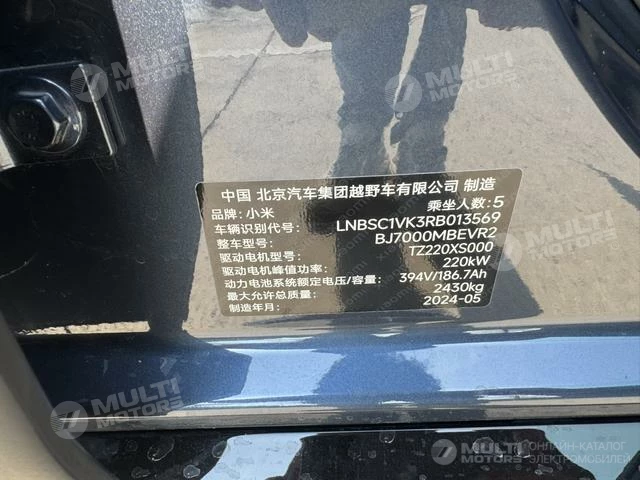 MULTI
MOTORS
MULTI
MOTORS
中国 北京汽车集团越野车有限公司 制造
品牌:小米 乘坐人数:5
车辆识别代号: LNBSC1VK3RB013569
整车型号: BJ7000MBEVR2
驱动电机型号: TZ220XS000
驱动电机峰值功率: 220kW
动力电池系统额定电压/容量: 394V/186.7Ah
最大允许总质量: 2430kg
制造年月: 2024-05
MULTI
MOTORS
MULTI
MOTORS
ОНЛАЙН-КАТАЛОГ
ЭЛЕКТРОМОБИЛЕЙ